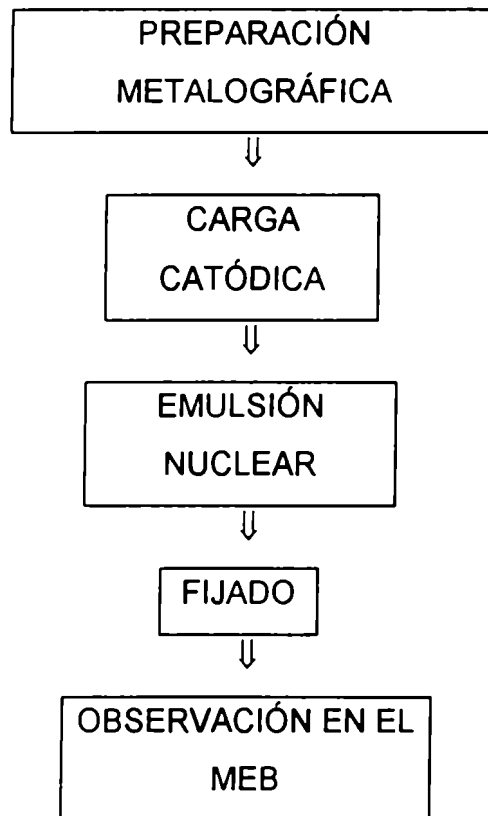 PREPARACIÓN
METALOGRÁFICA
⇓
CARGA
CATÓDICA
⇓
EMULSIÓN
NUCLEAR
⇓
FIJADO
⇓
OBSERVACIÓN EN EL
MEB